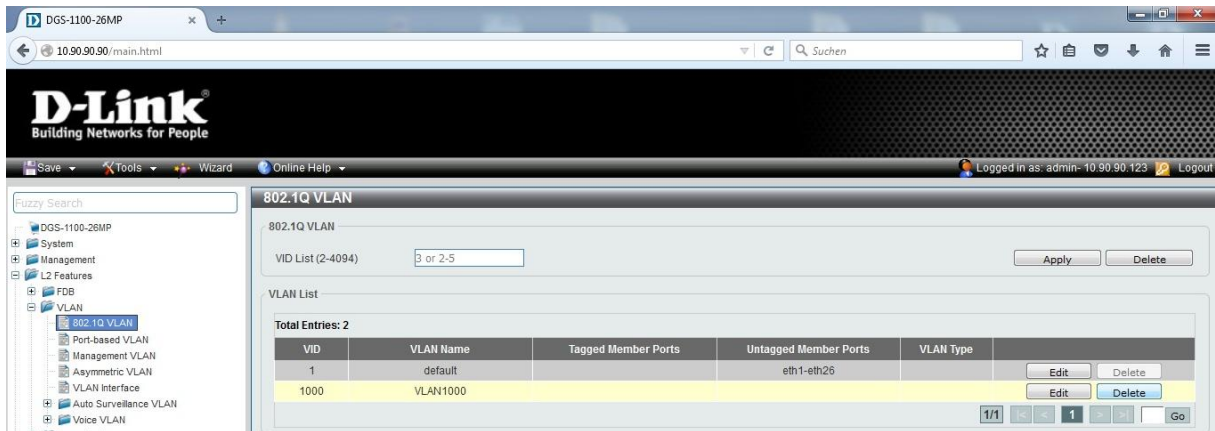 DGS-1100-26MP × +
10.90.90.90/main.html Suchen
D-Link®
Building Networks for People
Save Tools Wizard Online Help Logged in as: admin- 10.90.90.123 Logout
Fuzzy Search
DGS-1100-26MP
System
Management
L2 Features
FDB
VLAN
802.1Q VLAN
Port-based VLAN
Management VLAN
Asymmetric VLAN
VLAN Interface
Auto Surveillance VLAN
Voice VLAN
802.1Q VLAN
802.1Q VLAN
VID List (2-4094) 3 or 2-5 Apply Delete
VLAN List
Total Entries: 2
VID VLAN Name Tagged Member Ports Untagged Member Ports VLAN Type
1 default eth1-eth26 Edit Delete
1000 VLAN1000 Edit Delete
1/1 |< < 1 > >| Go